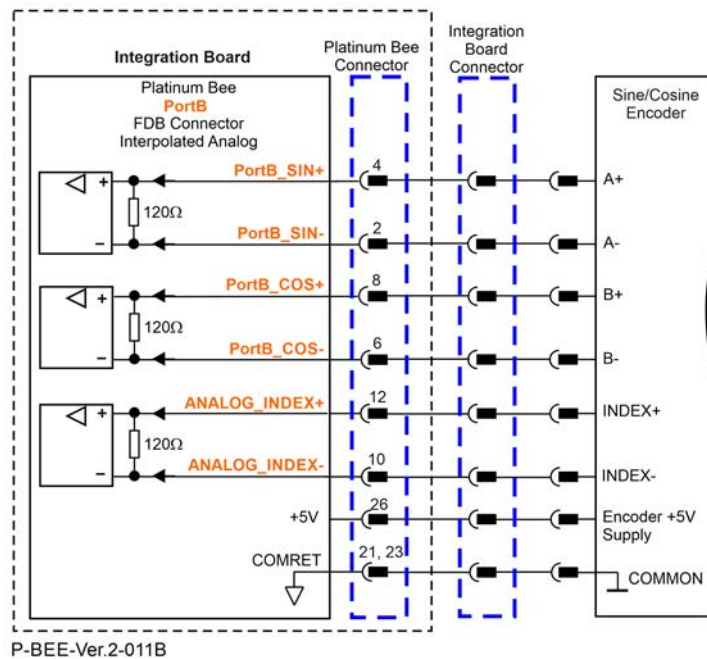 Integration Board
Platinum Bee
Connector
Integration
Board
Connector
Platinum Bee
PortB
FDB Connector
Interpolated Analog
Sine/Cosine
Encoder
+
PortB_SIN+
4
A+
120Ω
−
PortB_SIN-
2
A-
+
PortB_COS+
8
B+
120Ω
−
PortB_COS-
6
B-
+
ANALOG_INDEX+
12
INDEX+
120Ω
−
ANALOG_INDEX-
10
INDEX-
+5V
26
Encoder +5V
Supply
COMRET
21, 23
COMMON
P-BEE-Ver.2-011B